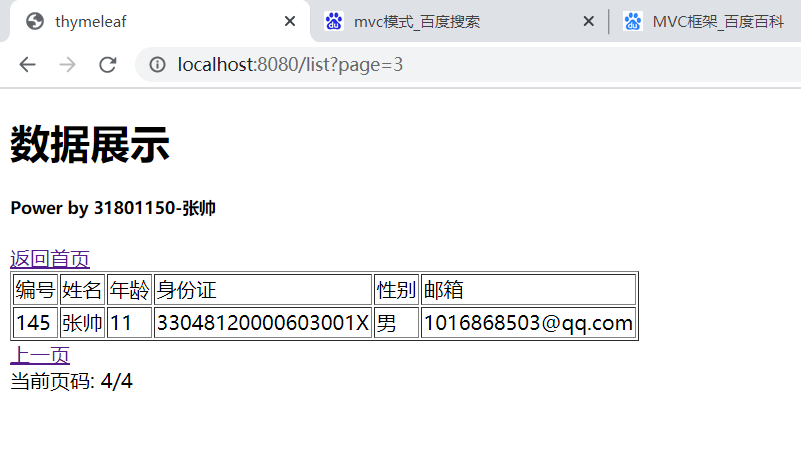 thymeleaf mvc模式_百度搜索 MVC框架_百度百科
localhost:8080/list?page=3
数据展示
Power by 31801150-张帅
返回首页
编号 姓名 年龄 身份证 性别 邮箱
145 张帅 11 33048120000603001X 男 1016868503@qq.com
上一页
当前页码: 4/4